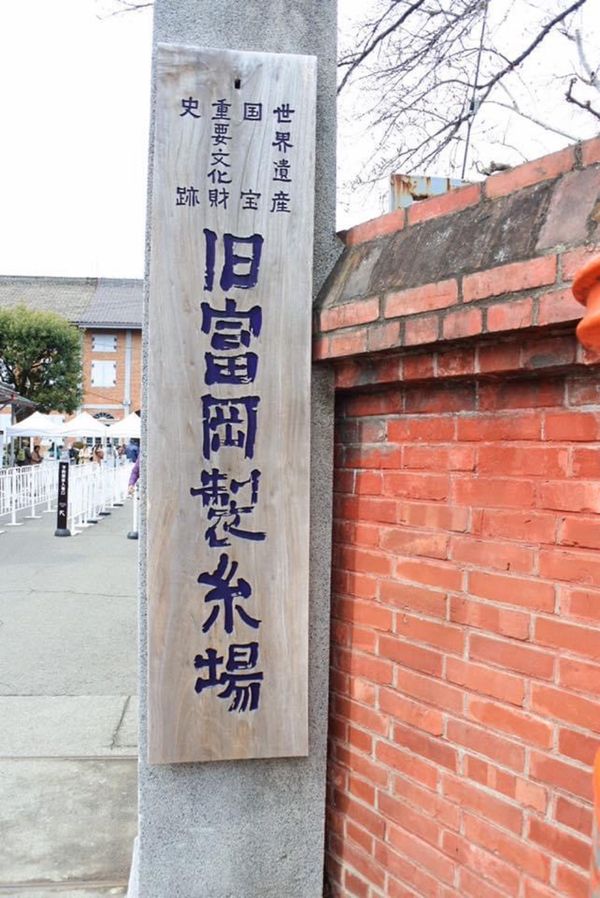 世界遺産
国宝
重要文化財
史跡
旧富岡製糸場